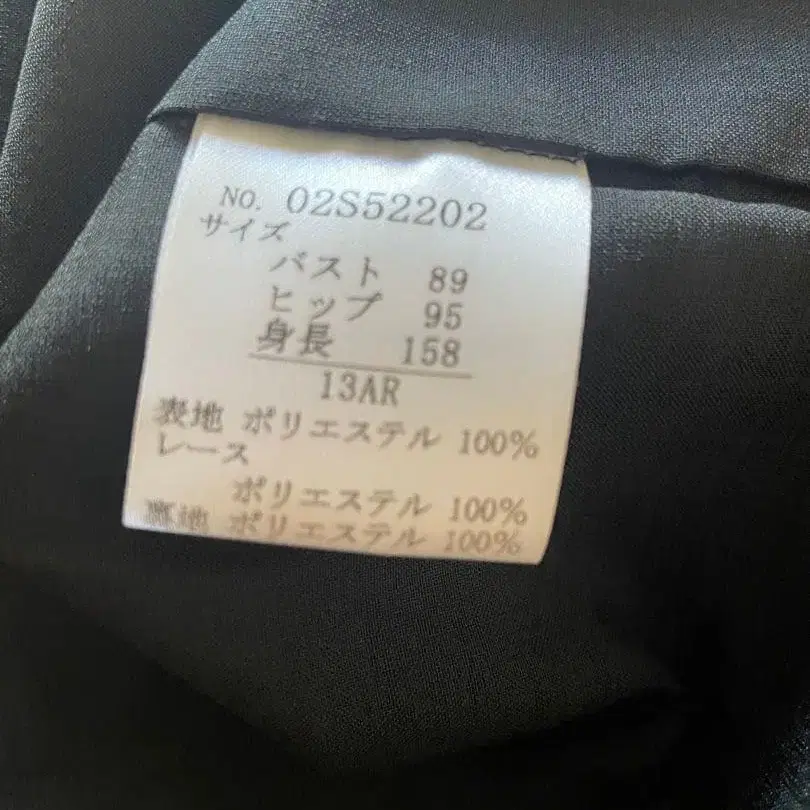 NO. 02S52202
サイズ
バスト 89
ヒップ 95
身長 158
13AR
表地 ポリエステル 100%
レース
ポリエステル 100%
裏地 ポリエステル 100%